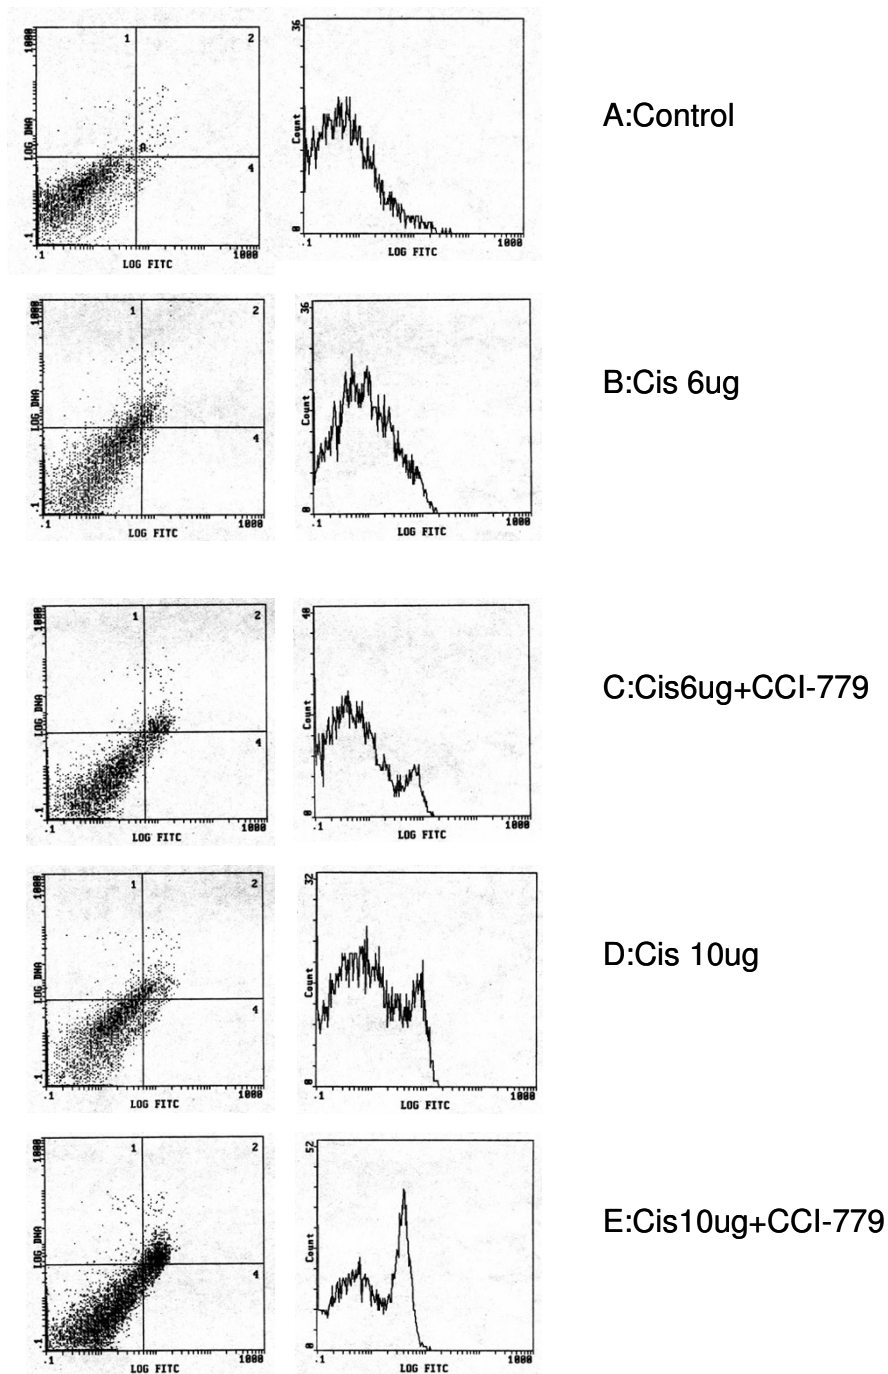 1000
1
2
LOG DNA
A
4
.1
.1
1000
LOG FITC
36
Count
0
.1
1000
LOG FITC
A:Control
1000
1
2
LOG DNA
4
.1
.1
1000
LOG FITC
36
Count
0
.1
1000
LOG FITC
B:Cis 6ug
1000
1
2
LOG DNA
4
.1
.1
1000
LOG FITC
40
Count
0
.1
1000
LOG FITC
C:Cis6ug+CCI-779
1000
1
2
LOG DNA
4
.1
.1
1000
LOG FITC
32
Count
0
.1
1000
LOG FITC
D:Cis 10ug
1000
1
2
LOG DNA
4
.1
.1
1000
LOG FITC
52
Count
0
.1
1000
LOG FITC
E:Cis10ug+CCI-779